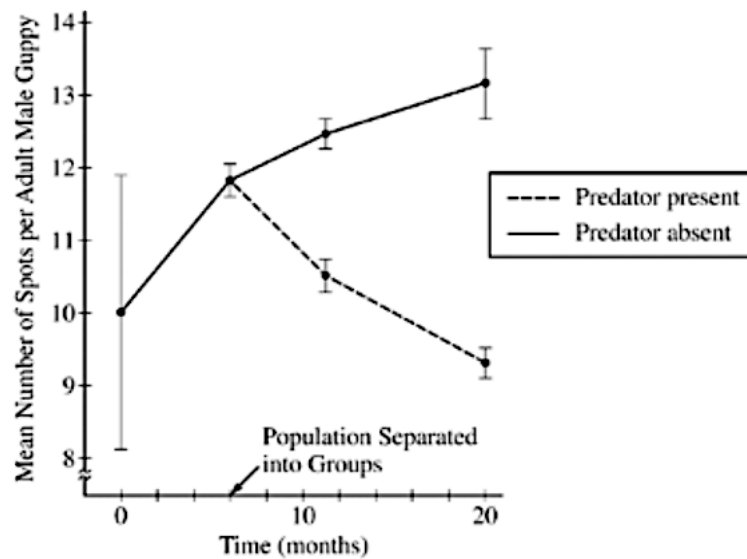 Mean Number of Spots per Adult Male Guppy
14
13
12
11
10
9
8
Predator present
Predator absent
Population Separated
into Groups
0
10
20
Time (months)